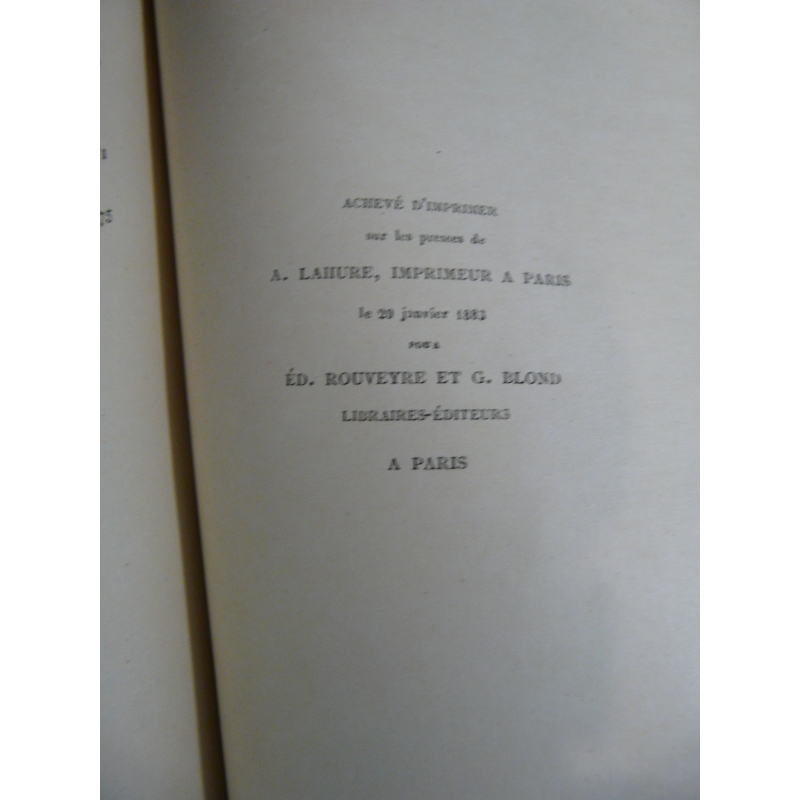 ACHEVÉ D'IMPRIMER
sur les presses de
A. LAHURE, IMPRIMEUR A PARIS
le 20 janvier 1883
POUR
ÉD. ROUVEYRE ET G. BLOND
LIBRAIRES-ÉDITEURS
A PARIS